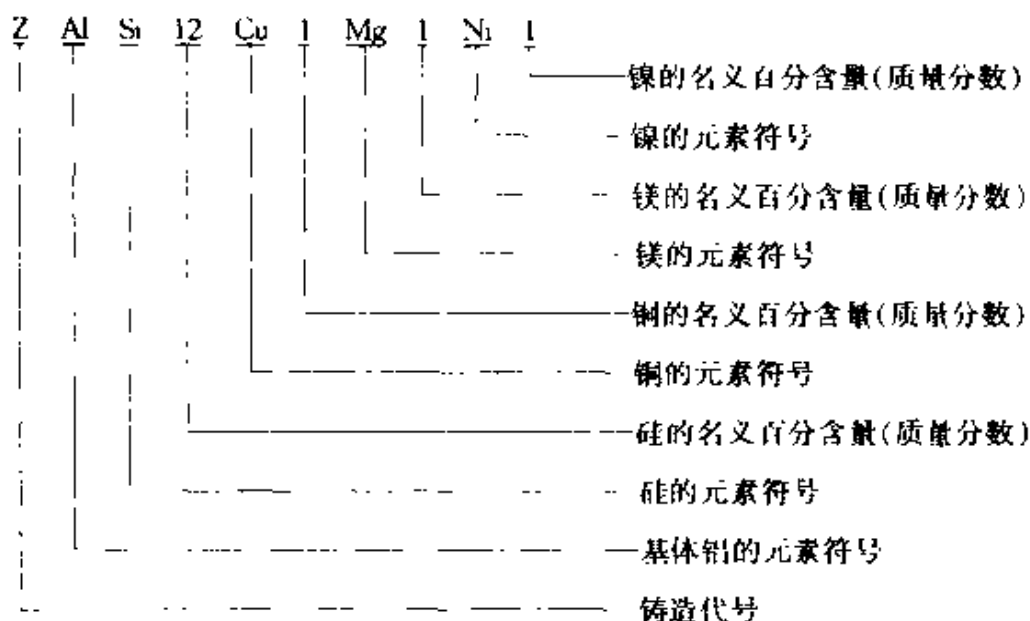 Z Al Si 12 Cu 1 Mg 1 Ni 1
镍的名义百分含量(质量分数)
镍的元素符号
镁的名义百分含量(质量分数)
镁的元素符号
铜的名义百分含量(质量分数)
铜的元素符号
硅的名义百分含量(质量分数)
硅的元素符号
基体铝的元素符号
铸造代号